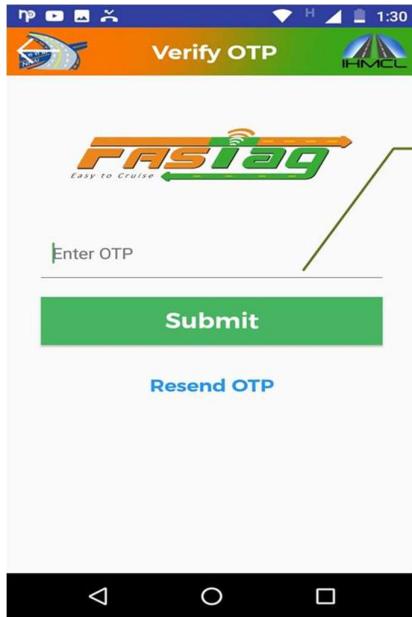 H 1:30
Verify OTP
IHMCL
FASTag
Easy to Cruise
Enter OTP
Submit
Resend OTP